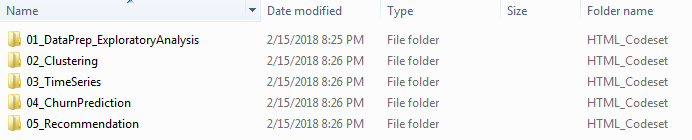 Name Date modified Type Size Folder name
01_DataPrep_ExploratoryAnalysis 2/15/2018 8:25 PM File folder HTML_Codeset
02_Clustering 2/15/2018 8:26 PM File folder HTML_Codeset
03_TimeSeries 2/15/2018 8:26 PM File folder HTML_Codeset
04_ChurnPrediction 2/15/2018 8:26 PM File folder HTML_Codeset
05_Recommendation 2/15/2018 8:26 PM File folder HTML_Codeset